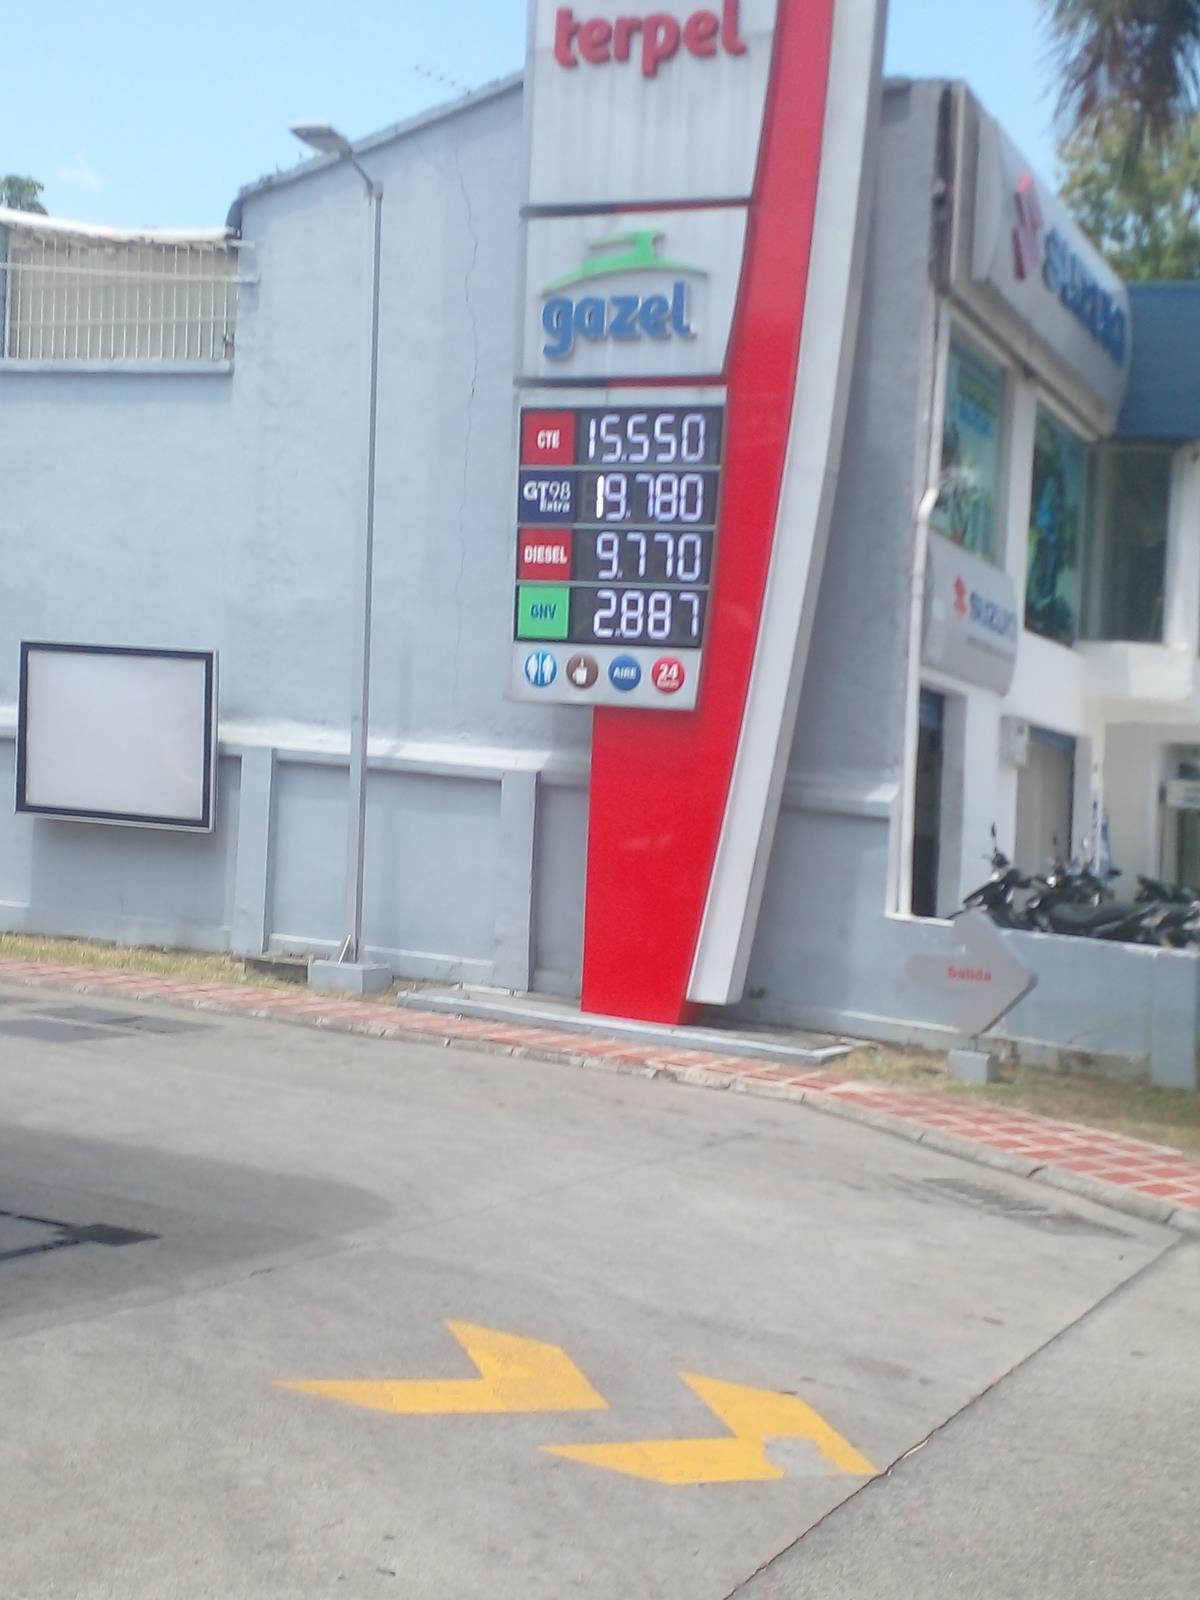 terpel
gazel
CTE 15.550
GT98 Extra 19.780
DIESEL 9.770
GNV 2.887
AIRE 24
SUZUKI
SUZUKI
Salida